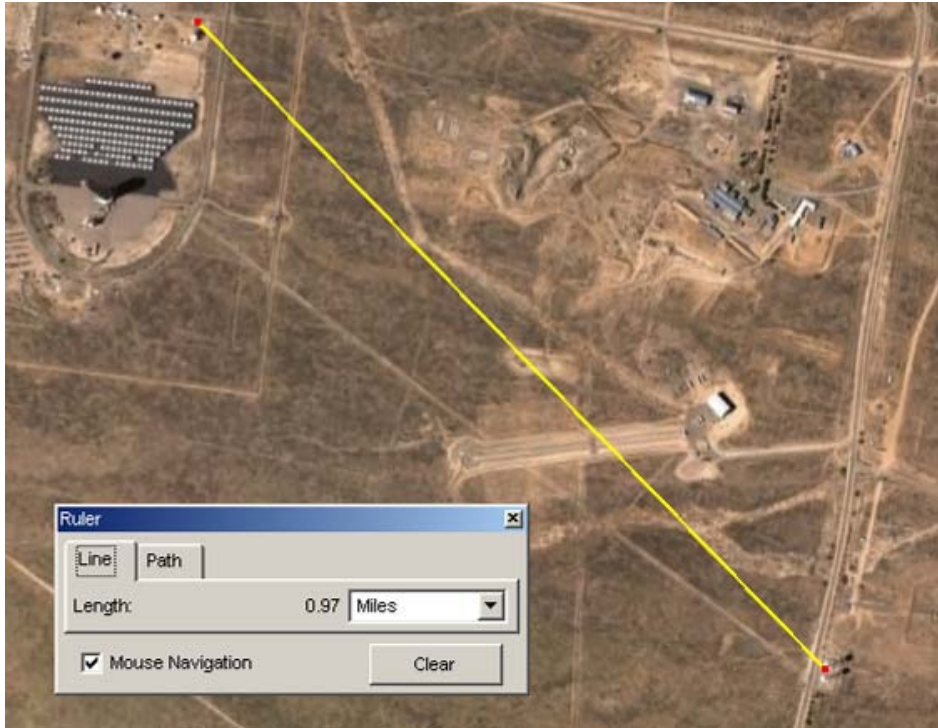 Ruler
Line Path
Length: 0.97 Miles
Mouse Navigation
Clear